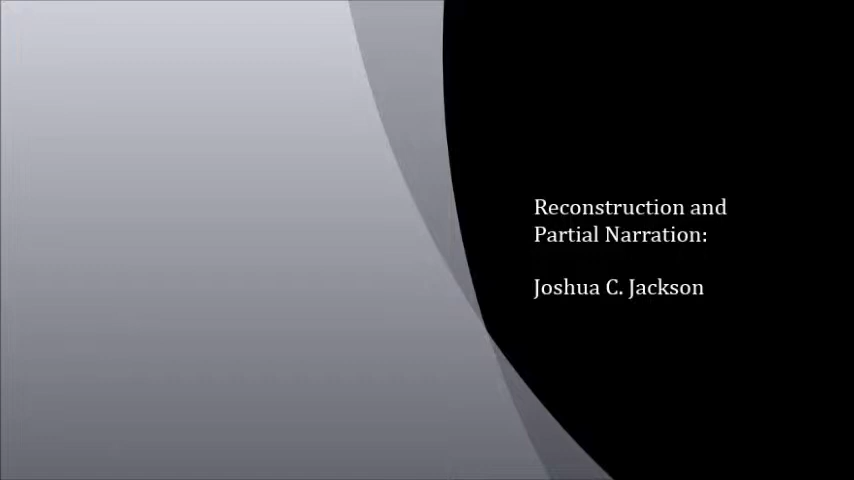 Reconstruction and
Partial Narration:
Joshua C. Jackson